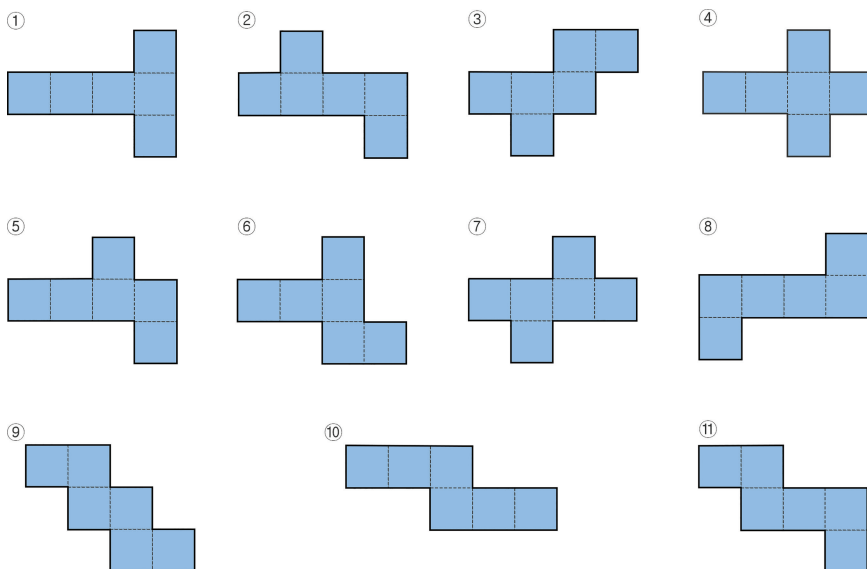 ① ② ③ ④
⑤ ⑥ ⑦ ⑧
⑨ ⑩ ⑪